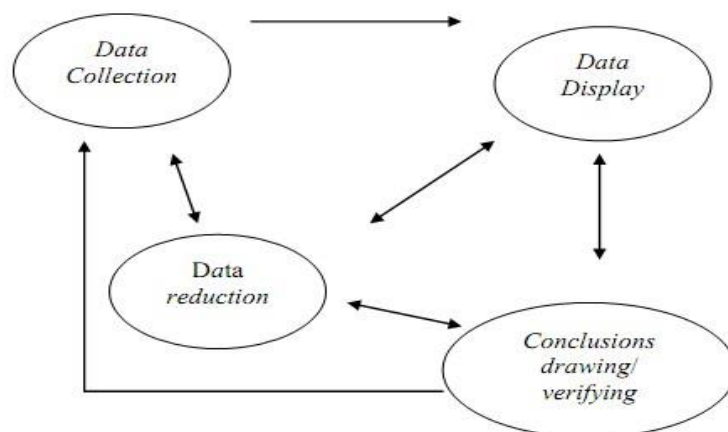 Data
Collection
Data
Display
Data
reduction
Conclusions
drawing/
verifying